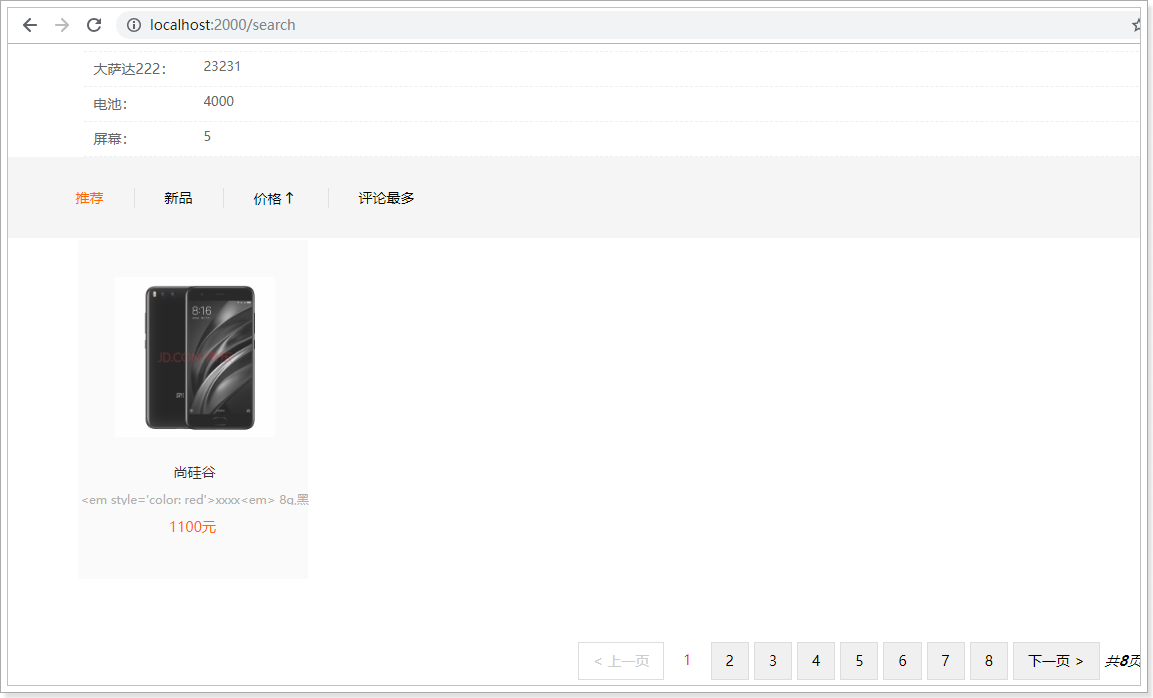 localhost:2000/search
大萨达222： 23231
电池： 4000
屏幕： 5
推荐 新品 价格↑ 评论最多
8:16
JD.CO
尚硅谷
<em style='color: red'>xxxx<em> 8g,黑
1100元
< 上一页 1 2 3 4 5 6 7 8 下一页 > 共8页